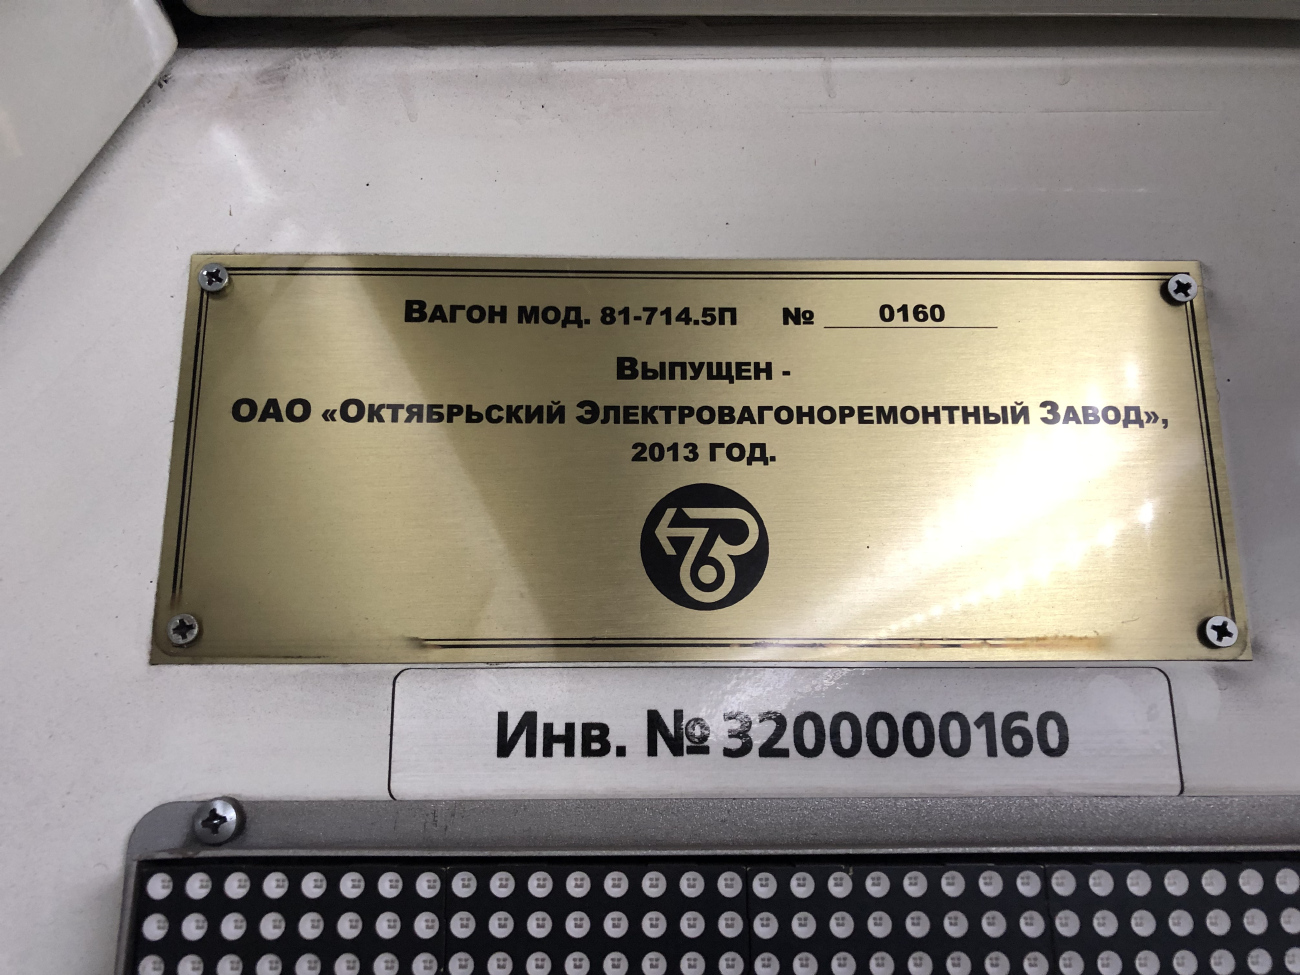 Вагон мод. 81-714.5П № 0160
Выпущен -
ОАО «Октябрьский Электровагоноремонтный Завод»,
2013 год.
Инв. № 3200000160